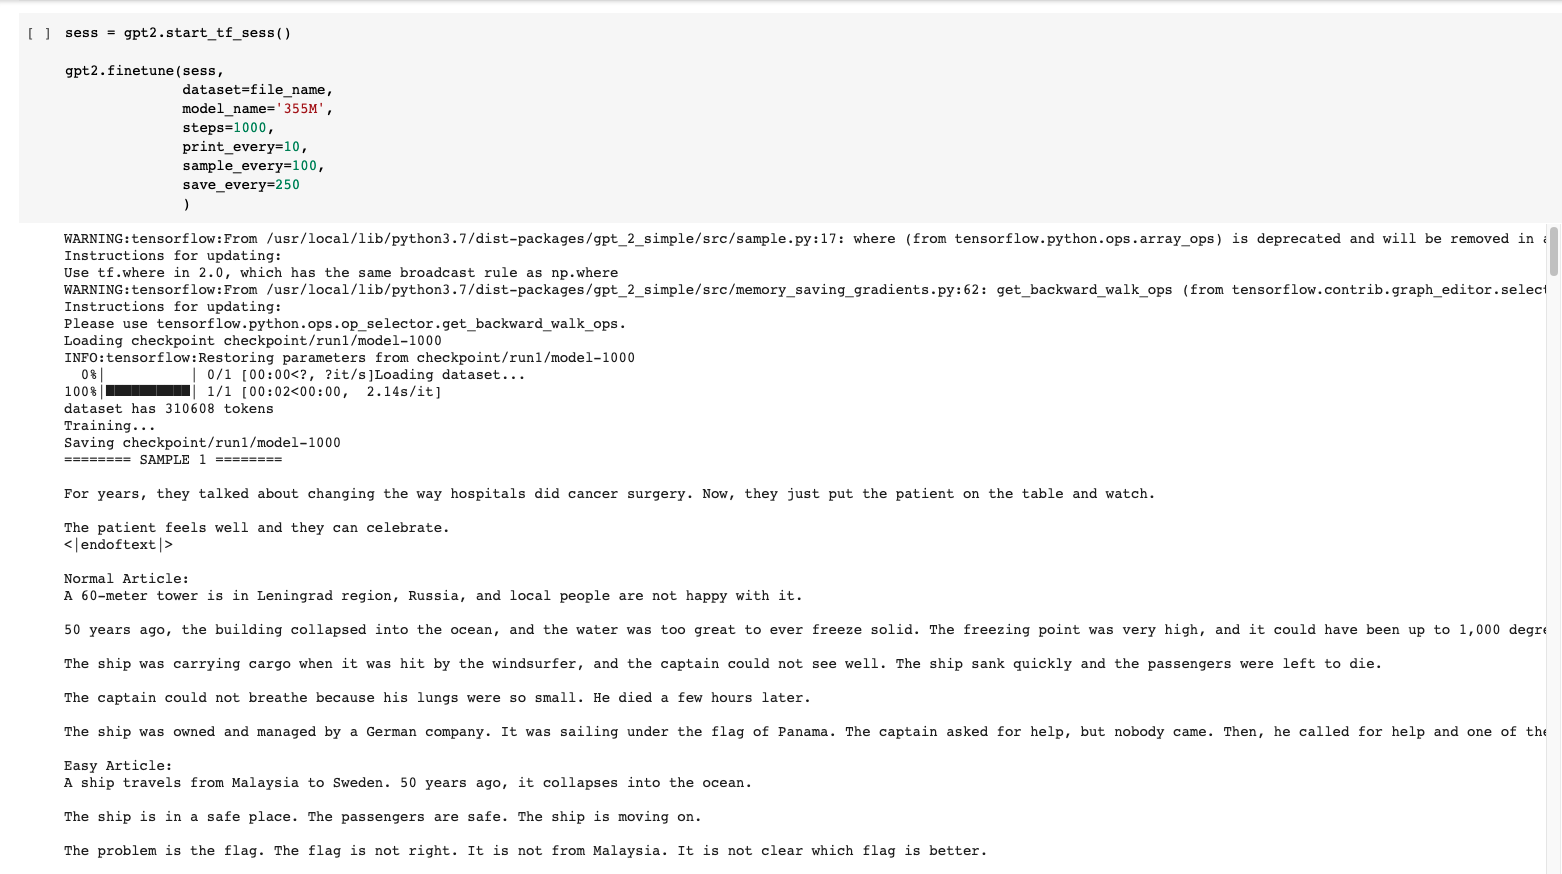 [ ] sess = gpt2.start_tf_sess()
gpt2.finetune(sess,
dataset=file_name,
model_name='355M',
steps=1000,
print_every=10,
sample_every=100,
save_every=250
)
WARNING:tensorflow:From /usr/local/lib/python3.7/dist-packages/gpt_2_simple/src/sample.py:17: where (from tensorflow.python.ops.array_ops) is deprecated and will be removed in
Instructions for updating:
Use tf.where in 2.0, which has the same broadcast rule as np.where
WARNING:tensorflow:From /usr/local/lib/python3.7/dist-packages/gpt_2_simple/src/memory_saving_gradients.py:62: get_backward_walk_ops (from tensorflow.contrib.graph_editor.select
Instructions for updating:
Please use tensorflow.python.ops.op_selector.get_backward_walk_ops.
Loading checkpoint checkpoint/run1/model-1000
INFO:tensorflow:Restoring parameters from checkpoint/run1/model-1000
0%| | 0/1 [00:00<?, ?it/s]Loading dataset...
100%|██████████| 1/1 [00:02<00:00, 2.14s/it]
dataset has 310608 tokens
Training...
Saving checkpoint/run1/model-1000
======== SAMPLE 1 ========
For years, they talked about changing the way hospitals did cancer surgery. Now, they just put the patient on the table and watch.
The patient feels well and they can celebrate.
<|endoftext|>
Normal Article:
A 60-meter tower is in Leningrad region, Russia, and local people are not happy with it.
50 years ago, the building collapsed into the ocean, and the water was too great to ever freeze solid. The freezing point was very high, and it could have been up to 1,000 degre
The ship was carrying cargo when it was hit by the windsurfer, and the captain could not see well. The ship sank quickly and the passengers were left to die.
The captain could not breathe because his lungs were so small. He died a few hours later.
The ship was owned and managed by a German company. It was sailing under the flag of Panama. The captain asked for help, but nobody came. Then, he called for help and one of the
Easy Article:
A ship travels from Malaysia to Sweden. 50 years ago, it collapses into the ocean.
The ship is in a safe place. The passengers are safe. The ship is moving on.
The problem is the flag. The flag is not right. It is not from Malaysia. It is not clear which flag is better.